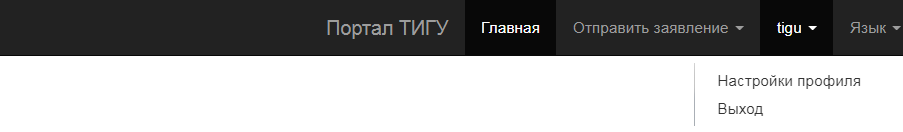 Портал ТИГУ Главная Отправить заявление tigu Язык
Настройки профиля
Выход